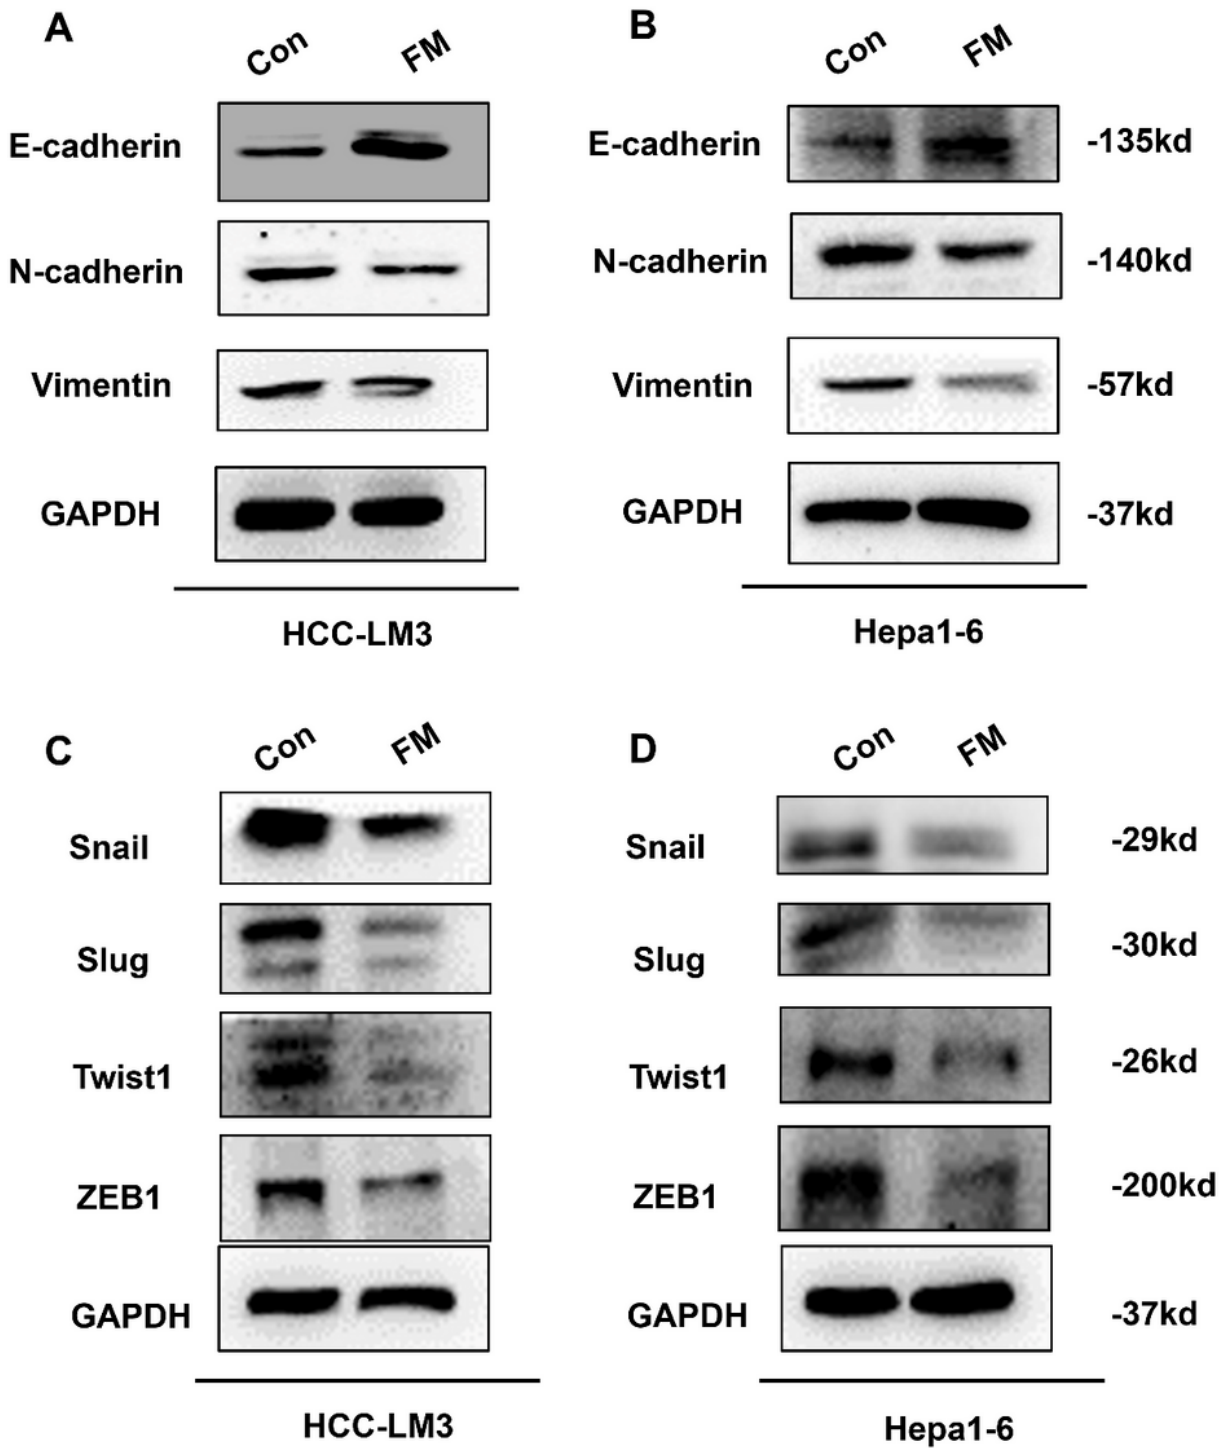 A
Con FM
E-cadherin
N-cadherin
Vimentin
GAPDH
HCC-LM3
B
Con FM
E-cadherin -135kd
N-cadherin -140kd
Vimentin -57kd
GAPDH -37kd
Hepa1-6
C
Con FM
Snail
Slug
Twist1
ZEB1
GAPDH
HCC-LM3
D
Con FM
Snail -29kd
Slug -30kd
Twist1 -26kd
ZEB1 -200kd
GAPDH -37kd
Hepa1-6